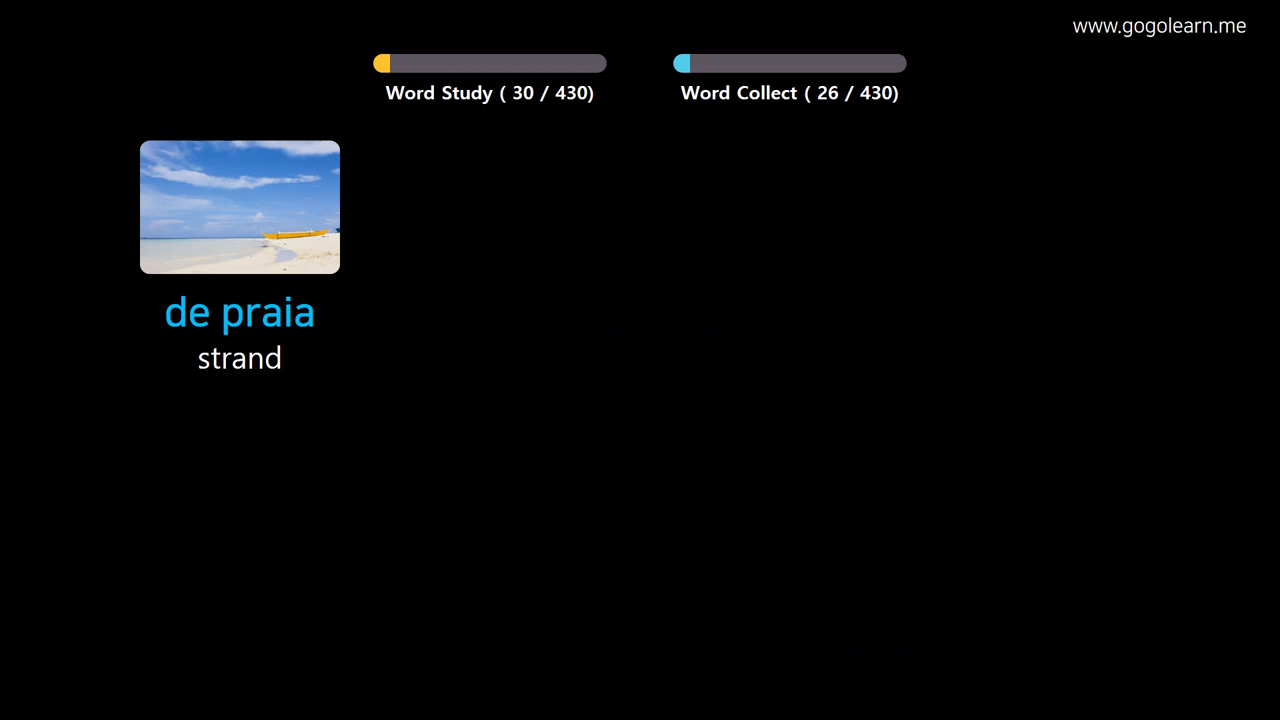 www.gogolearn.me
Word Study ( 30 / 430)
Word Collect ( 26 / 430)
de praia
strand